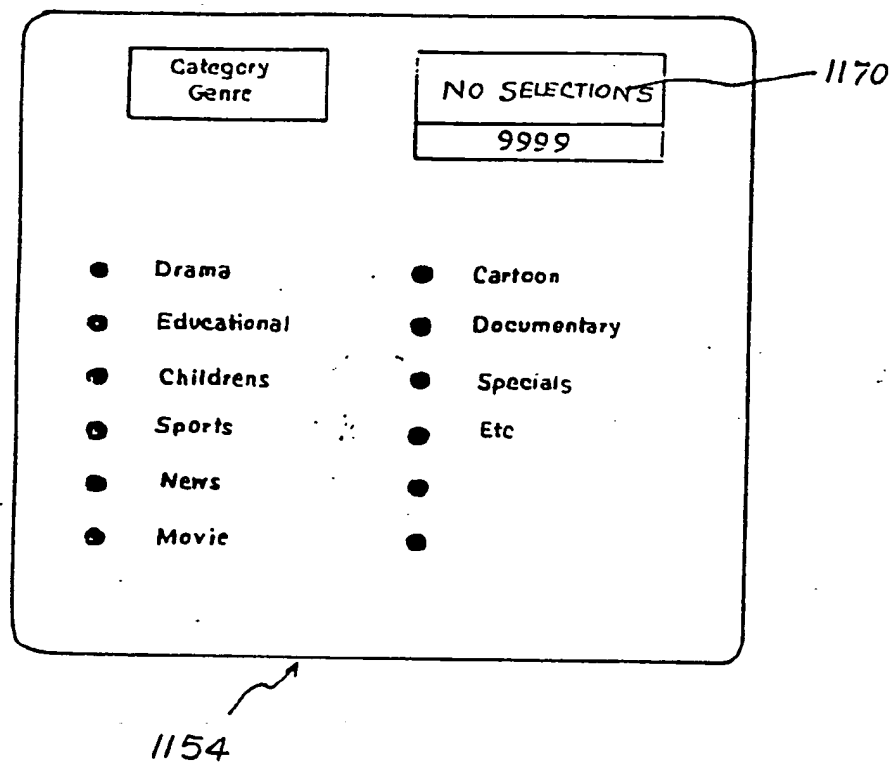 Category
Genre
NO SELECTIONS
9999
1170
Drama
Educational
Childrens
Sports
News
Movie
Cartoon
Documentary
Specials
Etc
1154